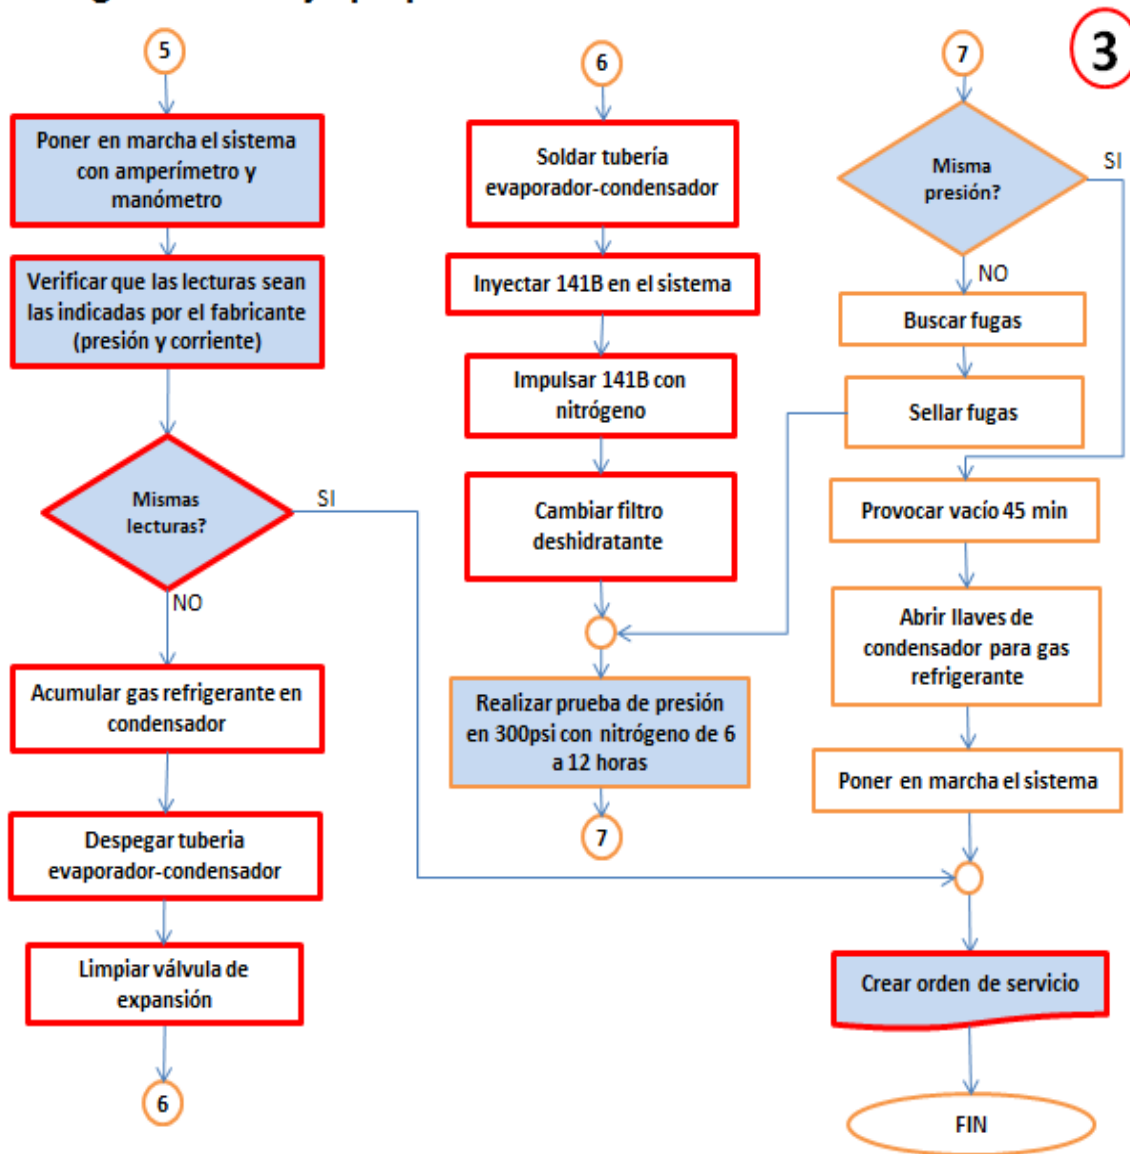 5
Poner en marcha el sistema
con amperímetro y
manómetro
Verificar que las lecturas sean
las indicadas por el fabricante
(presión y corriente)
Mismas
lecturas?
SI
NO
Acumular gas refrigerante en
condensador
Despegar tuberia
evaporador-condensador
Limpiar válvula de
expansión
6
6
Soldar tubería
evaporador-condensador
Inyectar 141B en el sistema
Impulsar 141B con
nitrógeno
Cambiar filtro
deshidratante
Realizar prueba de presión
en 300psi con nitrógeno de 6
a 12 horas
7
7
3
Misma
presión?
SI
NO
Buscar fugas
Sellar fugas
Provocar vacío 45 min
Abrir llaves de
condensador para gas
refrigerante
Poner en marcha el sistema
Crear orden de servicio
FIN